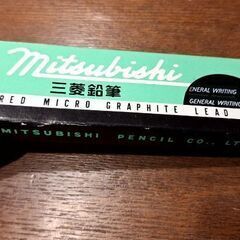 mitsubishi
三菱鉛筆
ENERAL WRITING
GENERAL WRITING
RED MICRO GRAPHITE LEAD
MITSUBISHI PENCIL CO., LT